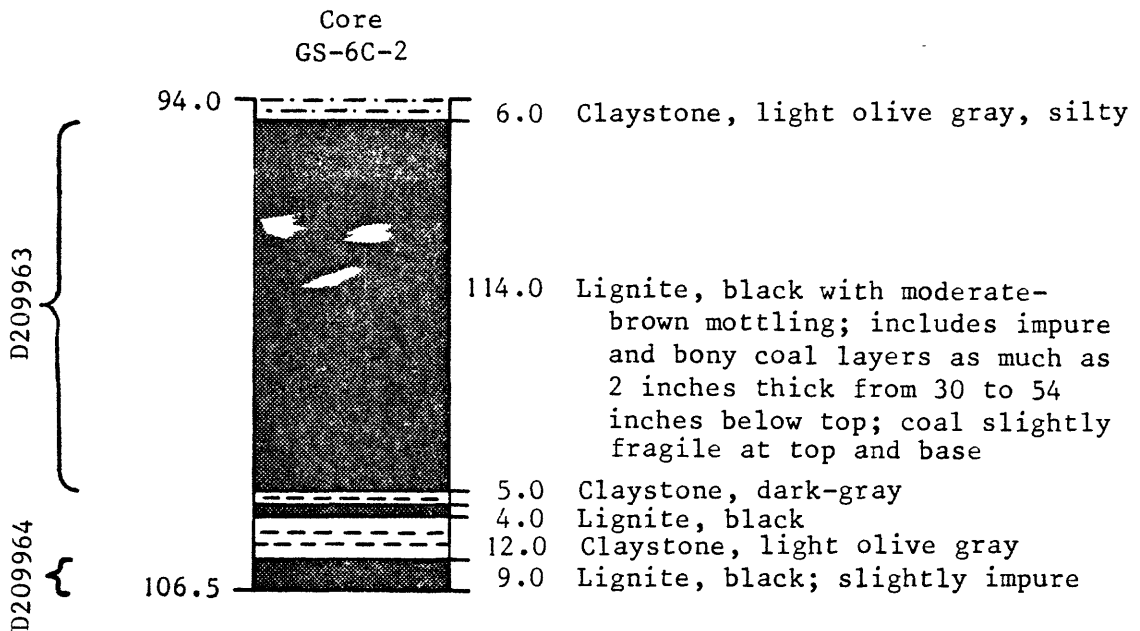 Core
GS-6C-2
94.0
6.0 Claystone, light olive gray, silty
D209963
114.0 Lignite, black with moderate-
brown mottling; includes impure
and bony coal layers as much as
2 inches thick from 30 to 54
inches below top; coal slightly
fragile at top and base
5.0 Claystone, dark-gray
4.0 Lignite, black
12.0 Claystone, light olive gray
D209964
9.0 Lignite, black; slightly impure
106.5